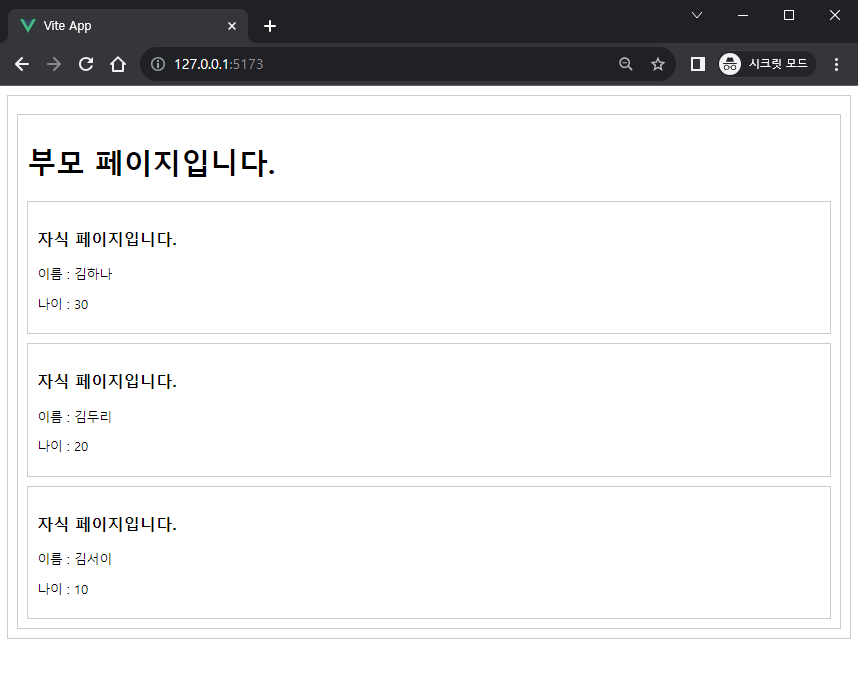 Vite App
127.0.0.1:5173
시크릿 모드
부모 페이지입니다.
자식 페이지입니다.
이름 : 김하나
나이 : 30
자식 페이지입니다.
이름 : 김두리
나이 : 20
자식 페이지입니다.
이름 : 김서이
나이 : 10